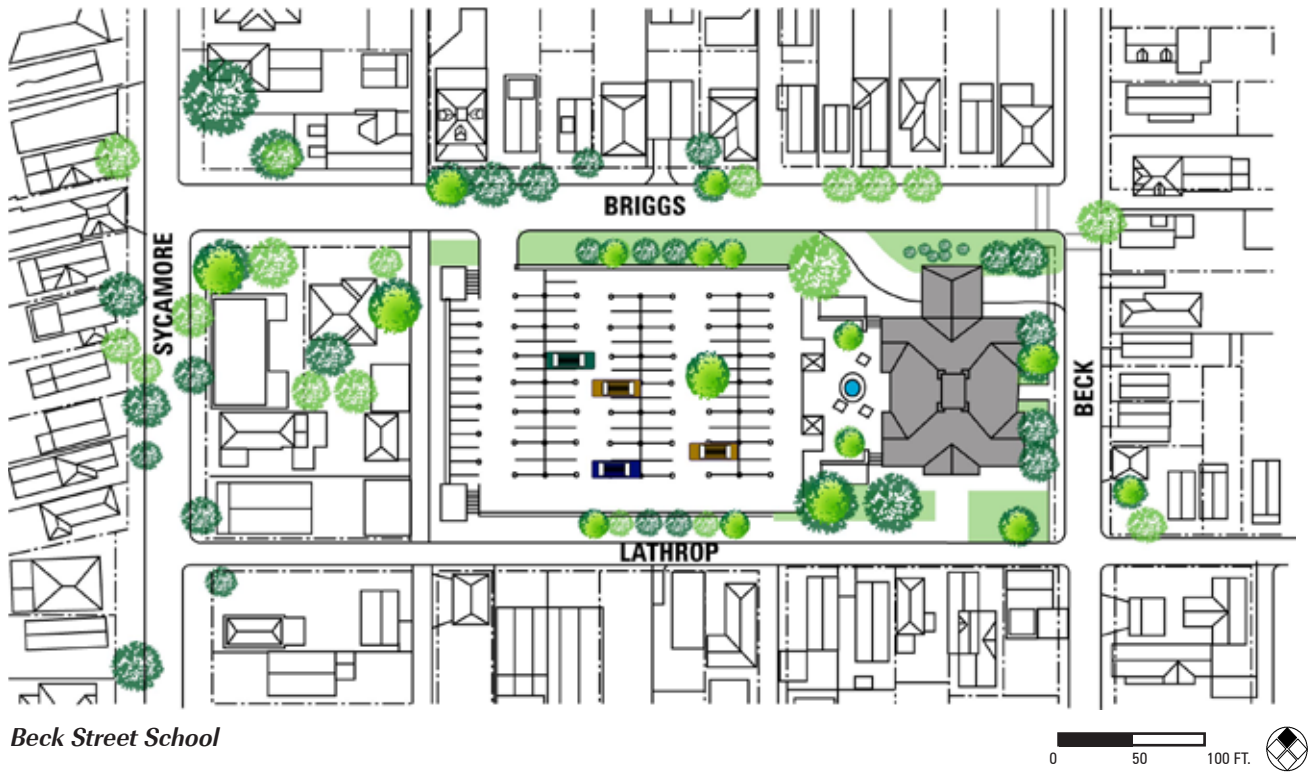 BRIGGS
SYCAMORE
BECK
LATHROP
Beck Street School
0 50 100 FT.